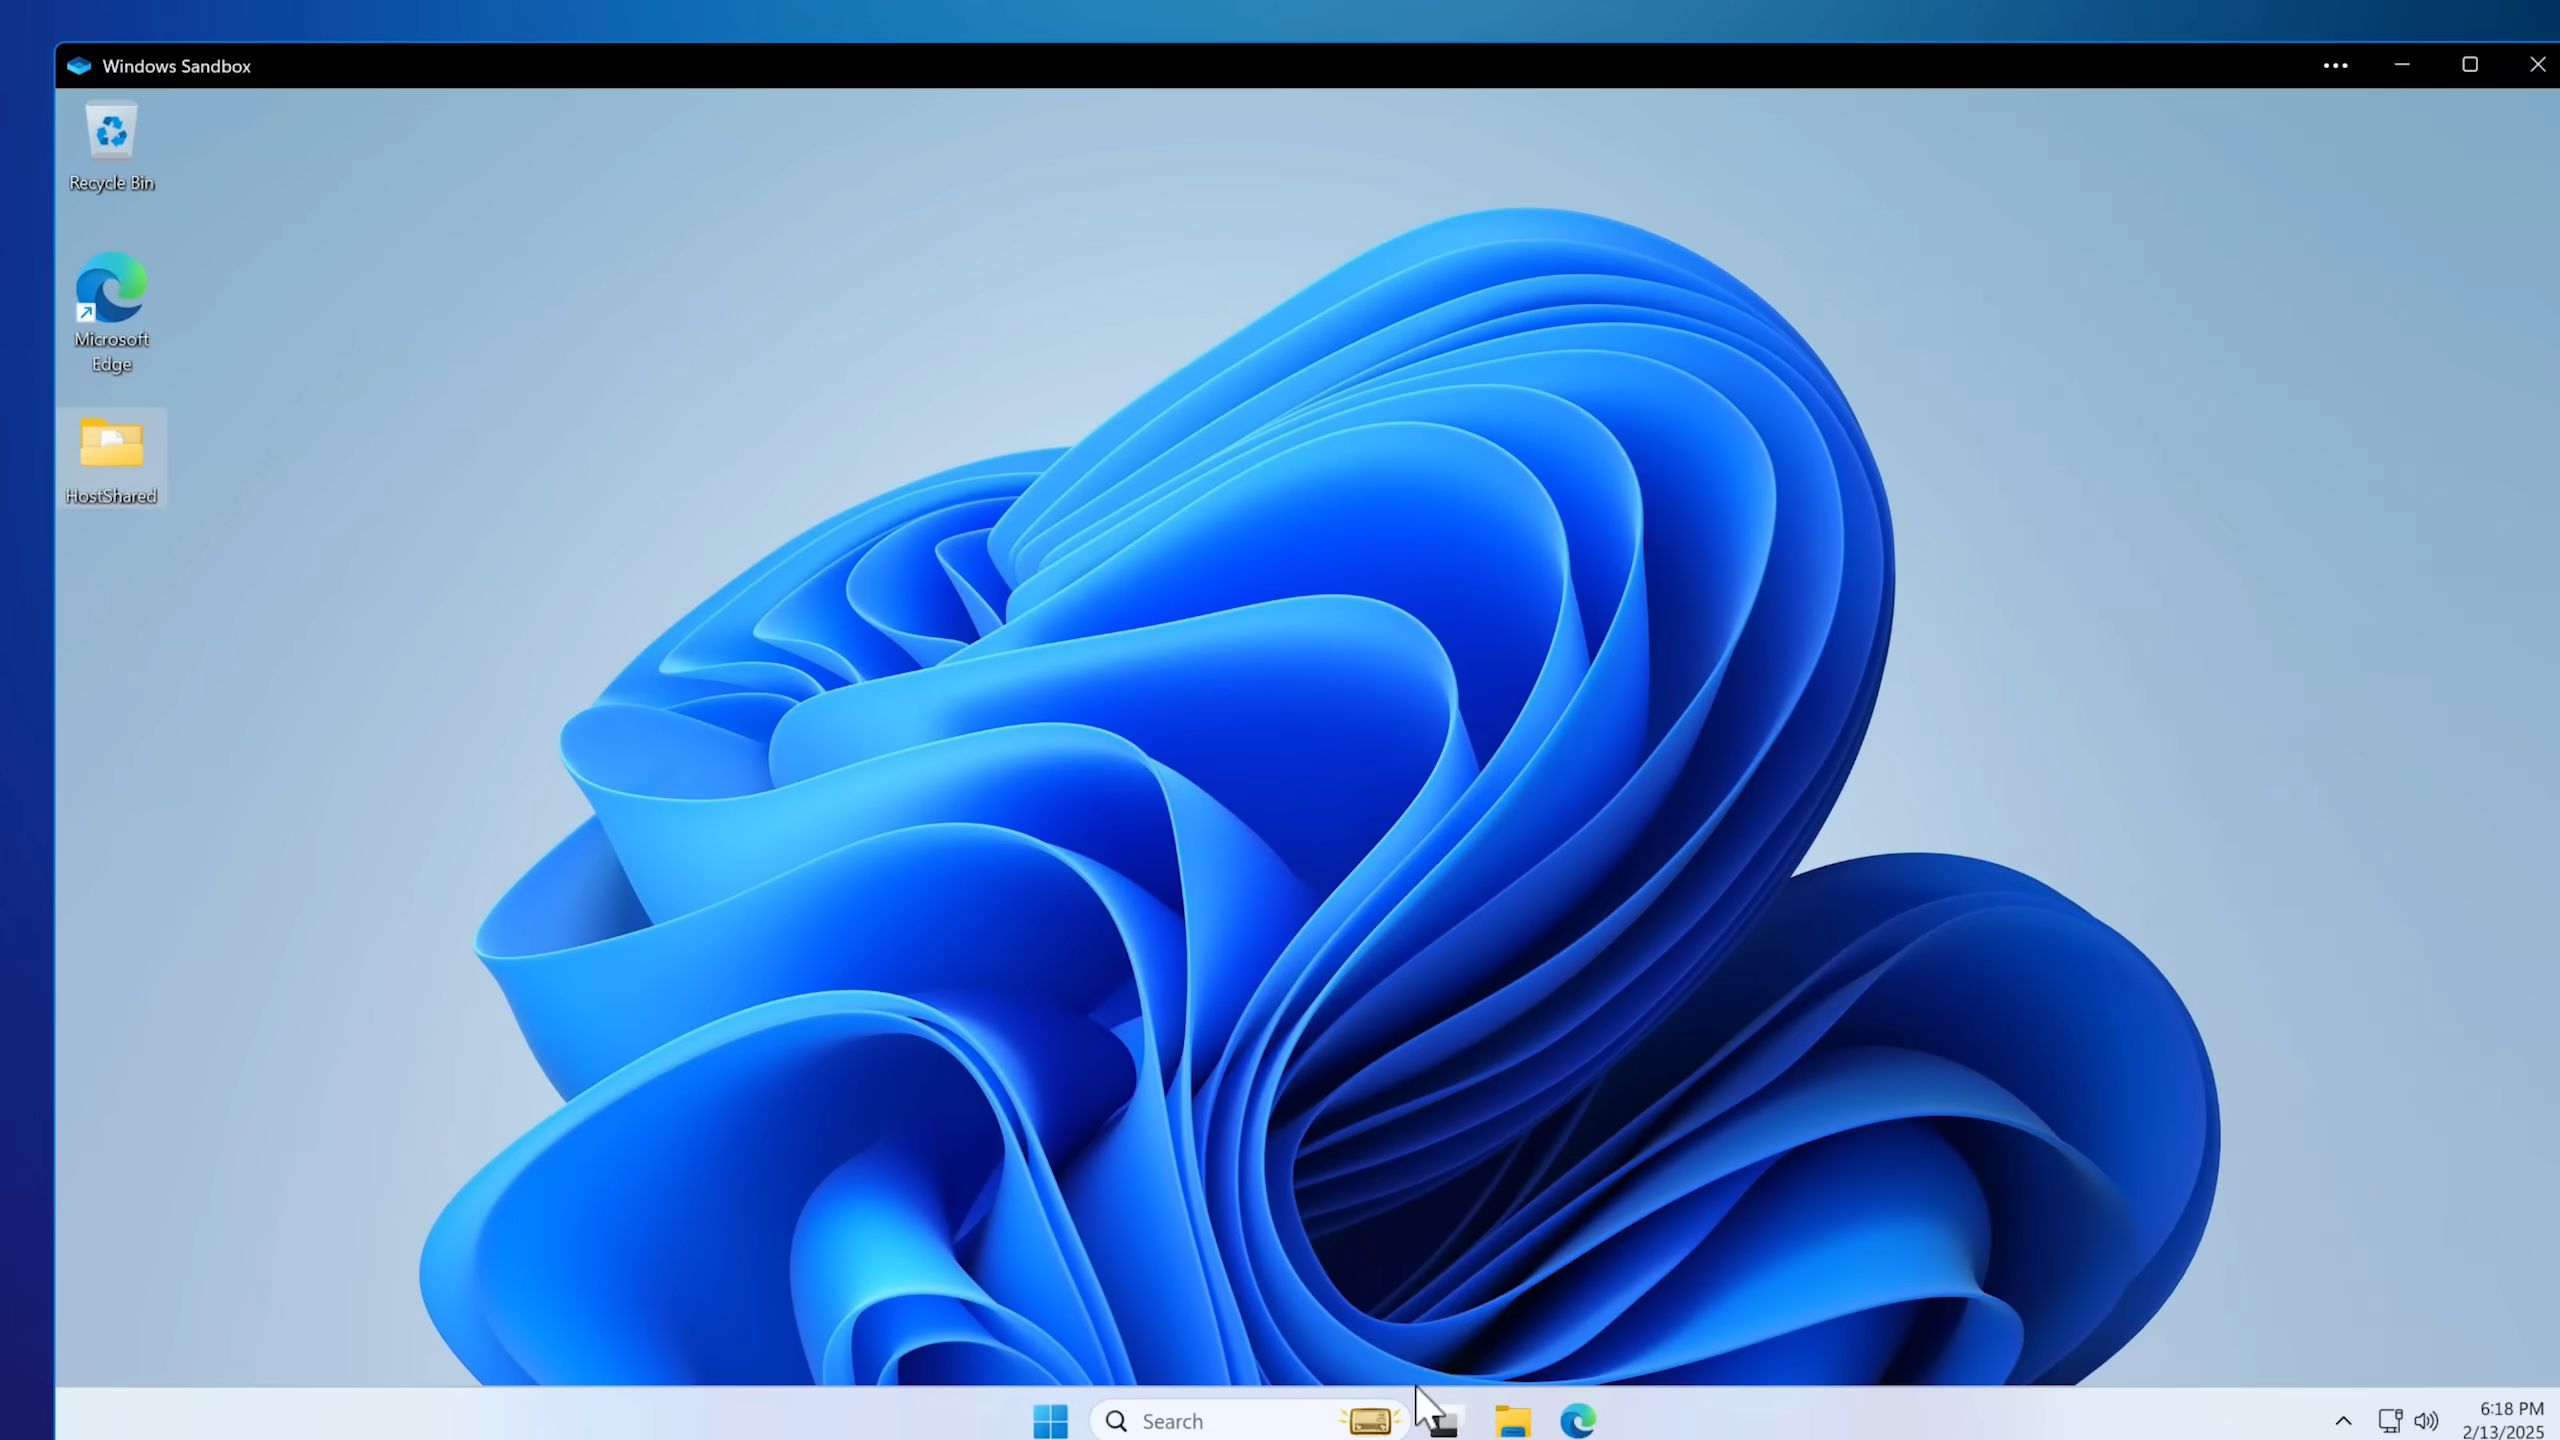 Windows Sandbox
Recycle Bin
Microsoft
Edge
HostShared
Search
6:18 PM
2/13/2025